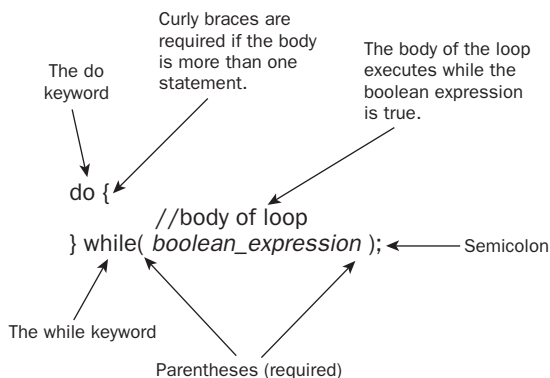 Curly braces are
required if the body
is more than one
statement.
The do
keyword
The body of the loop
executes while the
boolean expression
is true.
do {
//body of loop
} while( boolean_expression );
Semicolon
The while keyword
Parentheses (required)